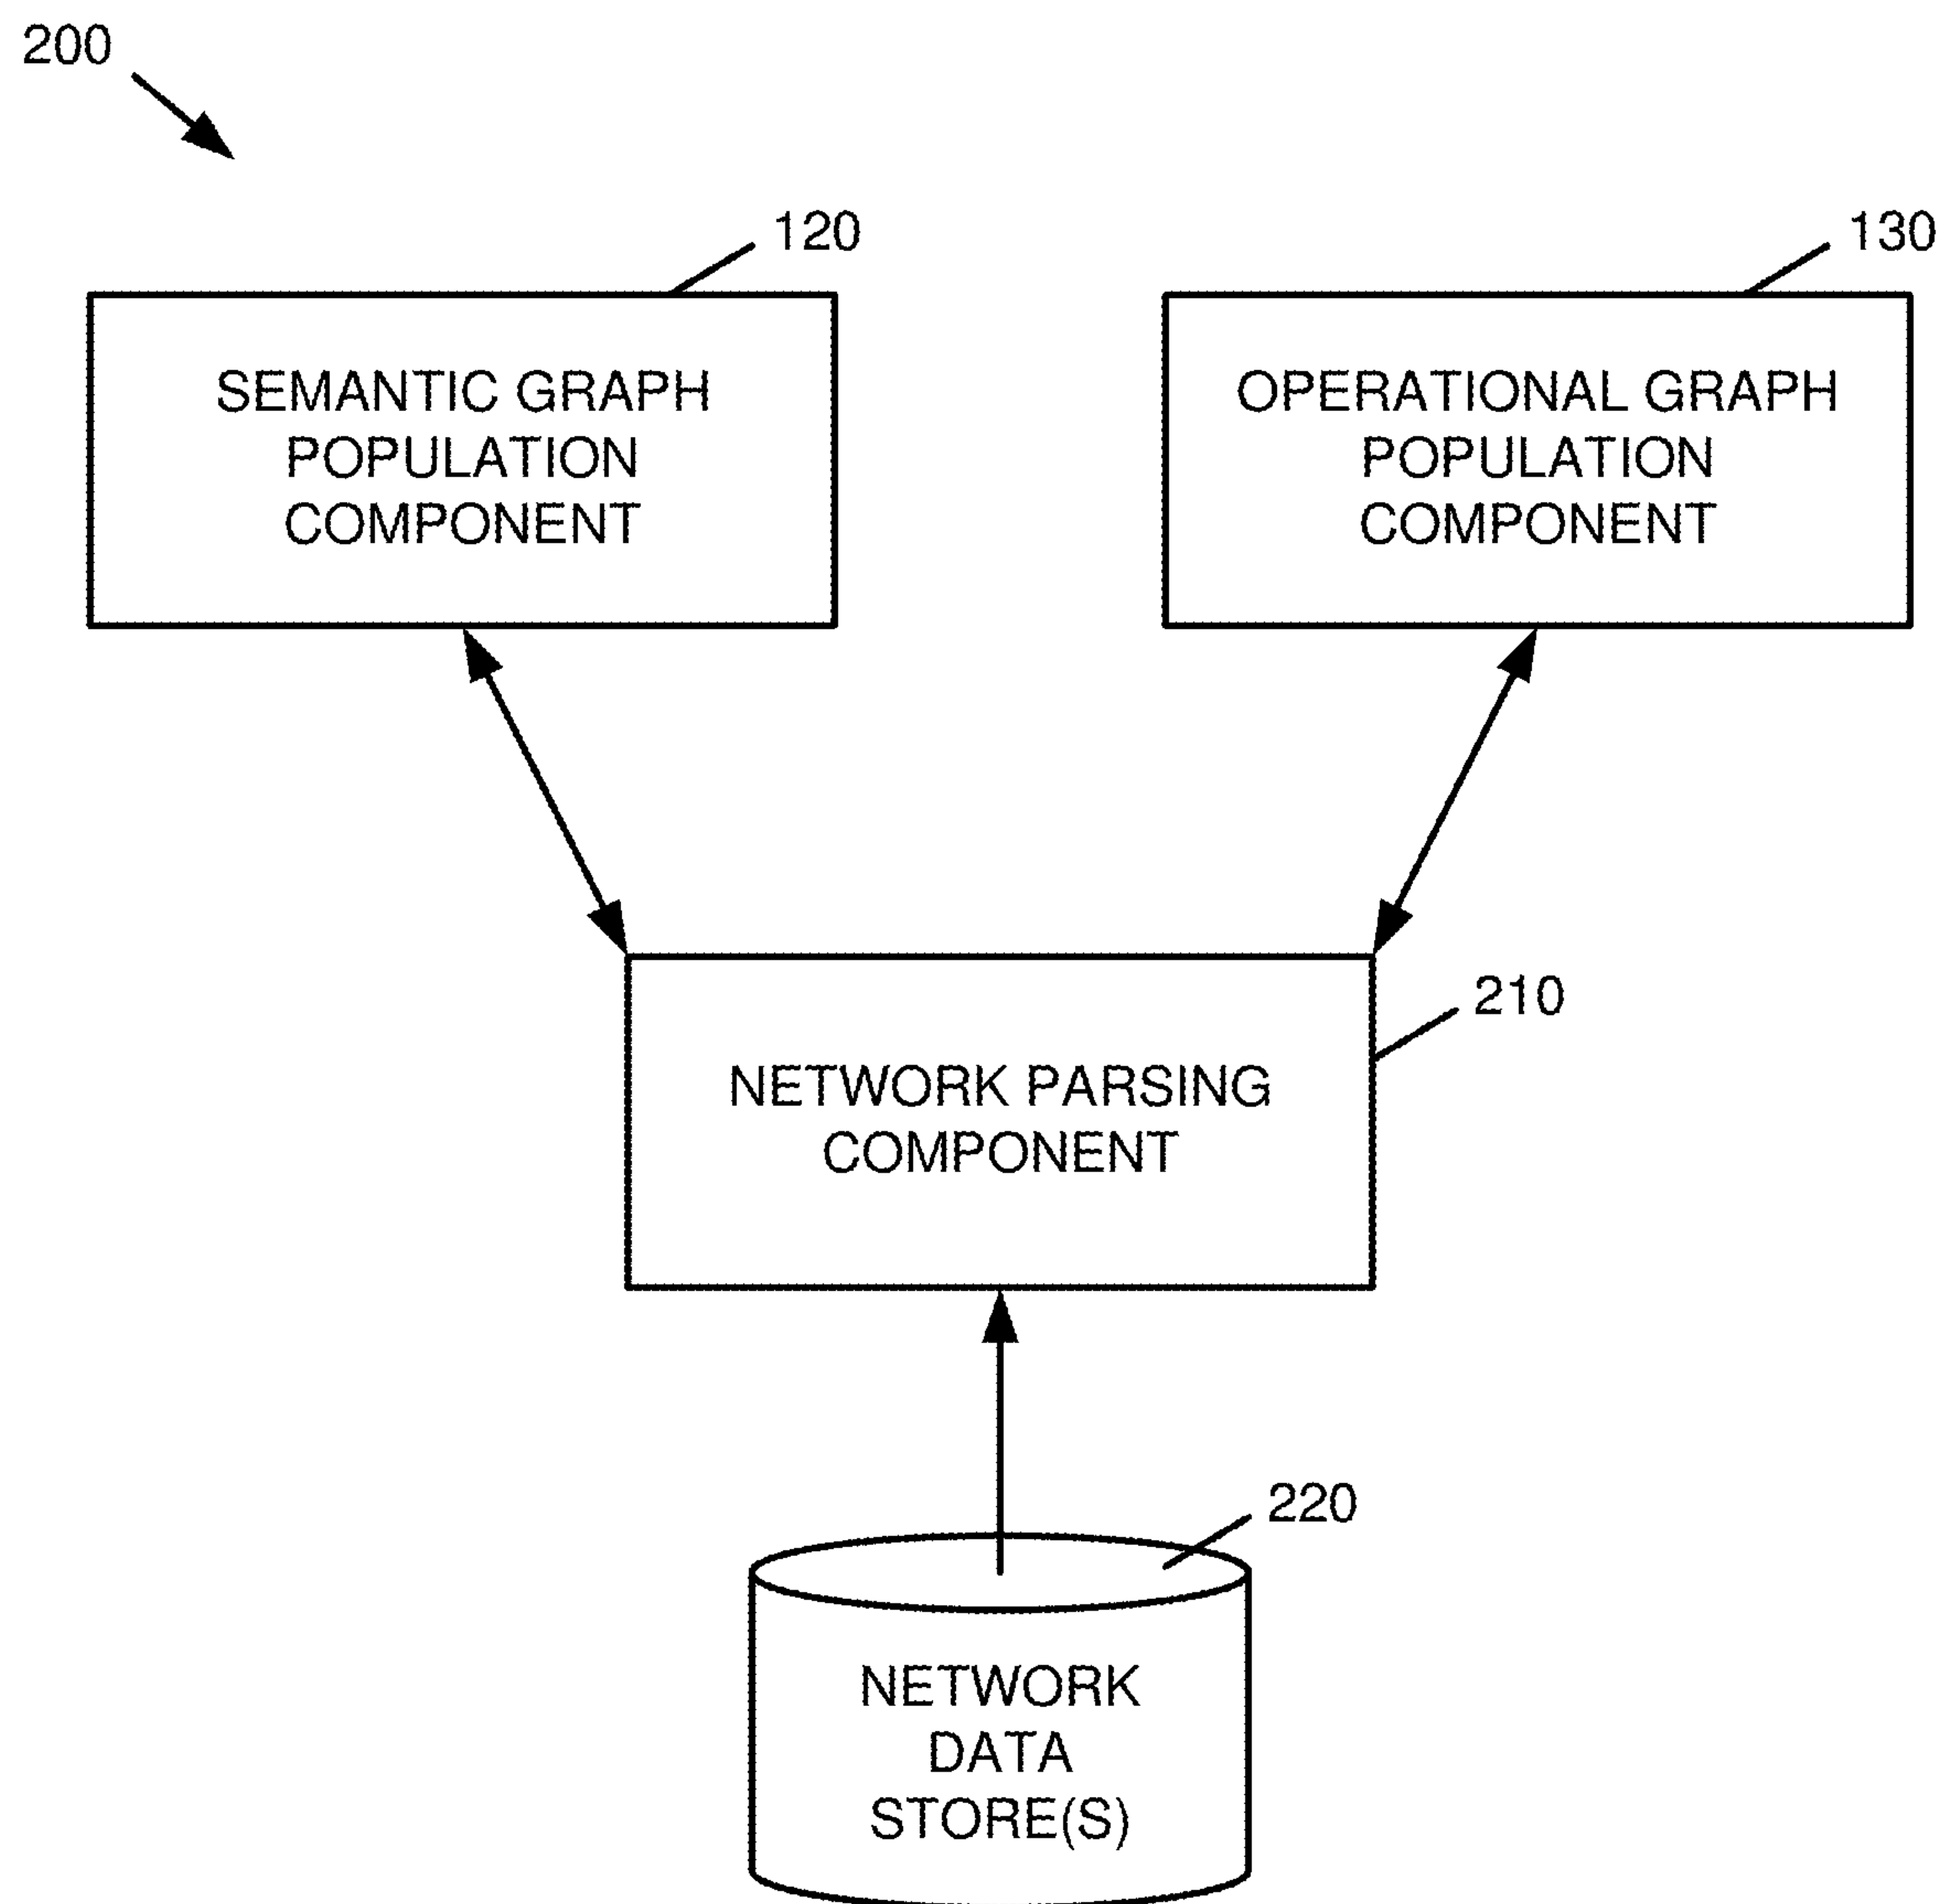 200
120
130
SEMANTIC GRAPH
POPULATION
COMPONENT
OPERATIONAL GRAPH
POPULATION
COMPONENT
210
NETWORK PARSING
COMPONENT
220
NETWORK
DATA
STORE(S)